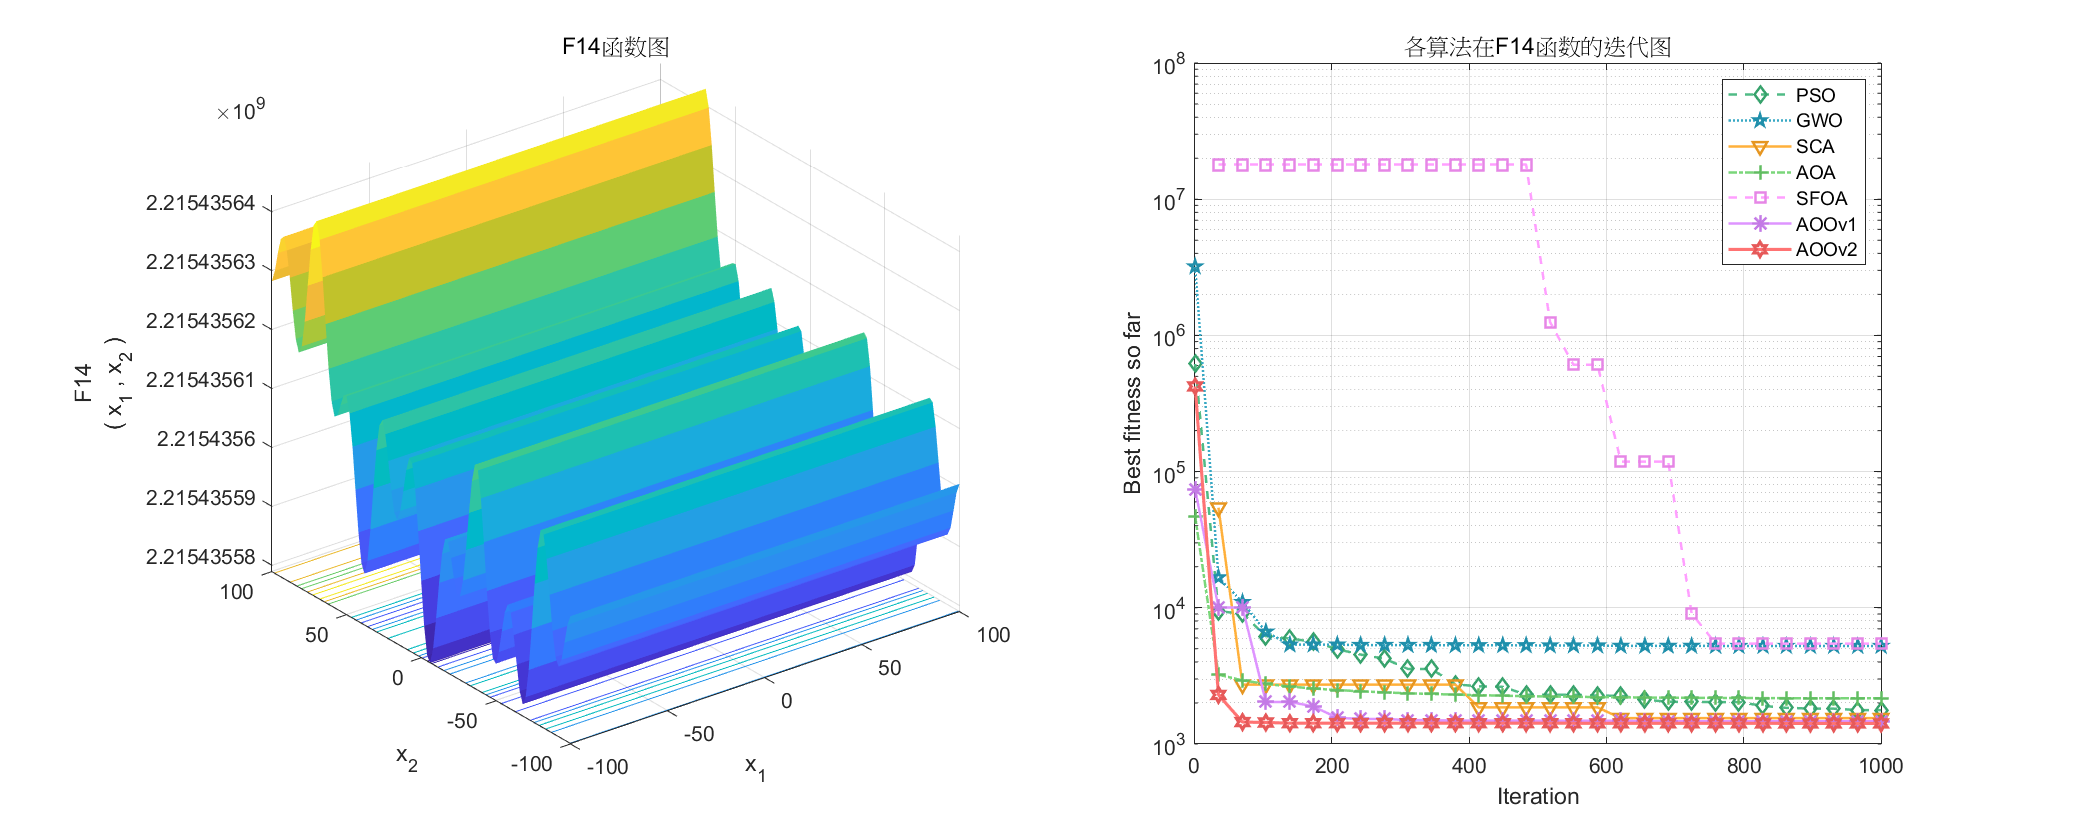 F14函数图
×10^9
2.21543564
2.21543563
2.21543562
2.21543561
2.2154356
2.21543559
2.21543558
F14
( x_1 , x_2 )
100
50
0
-50
-100
x_2
-100
-50
0
50
100
x_1
各算法在F14函数的迭代图
10^8
10^7
10^6
10^5
10^4
10^3
Best fitness so far
0 200 400 600 800 1000
Iteration
PSO
GWO
SCA
AOA
SFOA
AOOv1
AOOv2